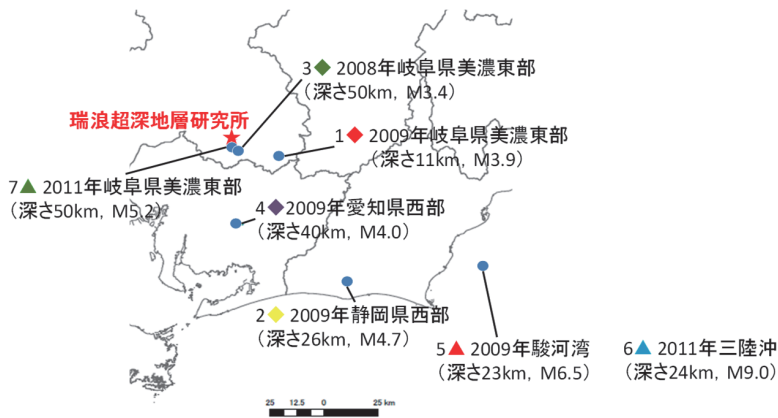 3◆ 2008年岐阜県美濃東部
(深さ50km, M3.4)
瑞浪超深地層研究所
1◆ 2009年岐阜県美濃東部
(深さ11km, M3.9)
7▲ 2011年岐阜県美濃東部
(深さ50km, M5.2)
4◆ 2009年愛知県西部
(深さ40km, M4.0)
2◆ 2009年静岡県西部
(深さ26km, M4.7)
5▲ 2009年駿河湾
(深さ23km, M6.5)
6▲ 2011年三陸沖
(深さ24km, M9.0)
25 12.5 0 25 km